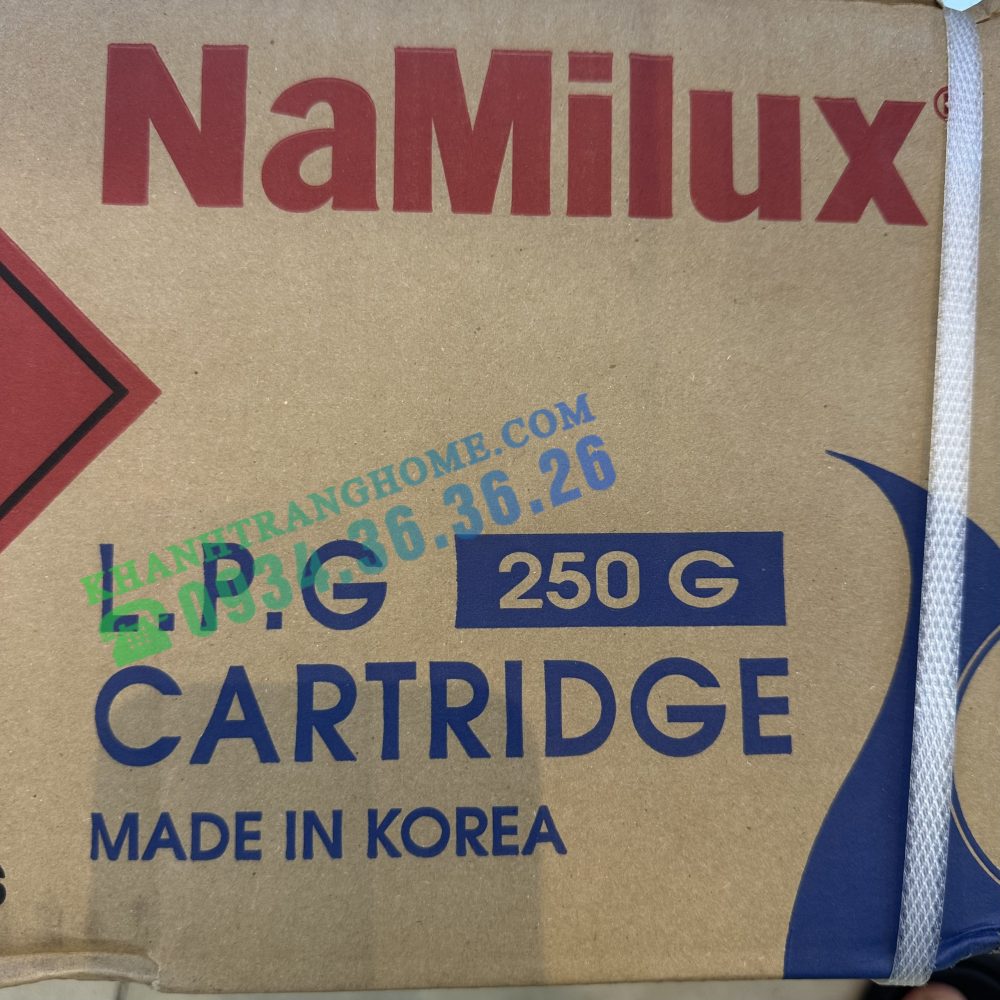 NaMilux®
KHANHTRANGHOME.COM
0934.36.36.26
L.P.G 250 G
CARTRIDGE
MADE IN KOREA